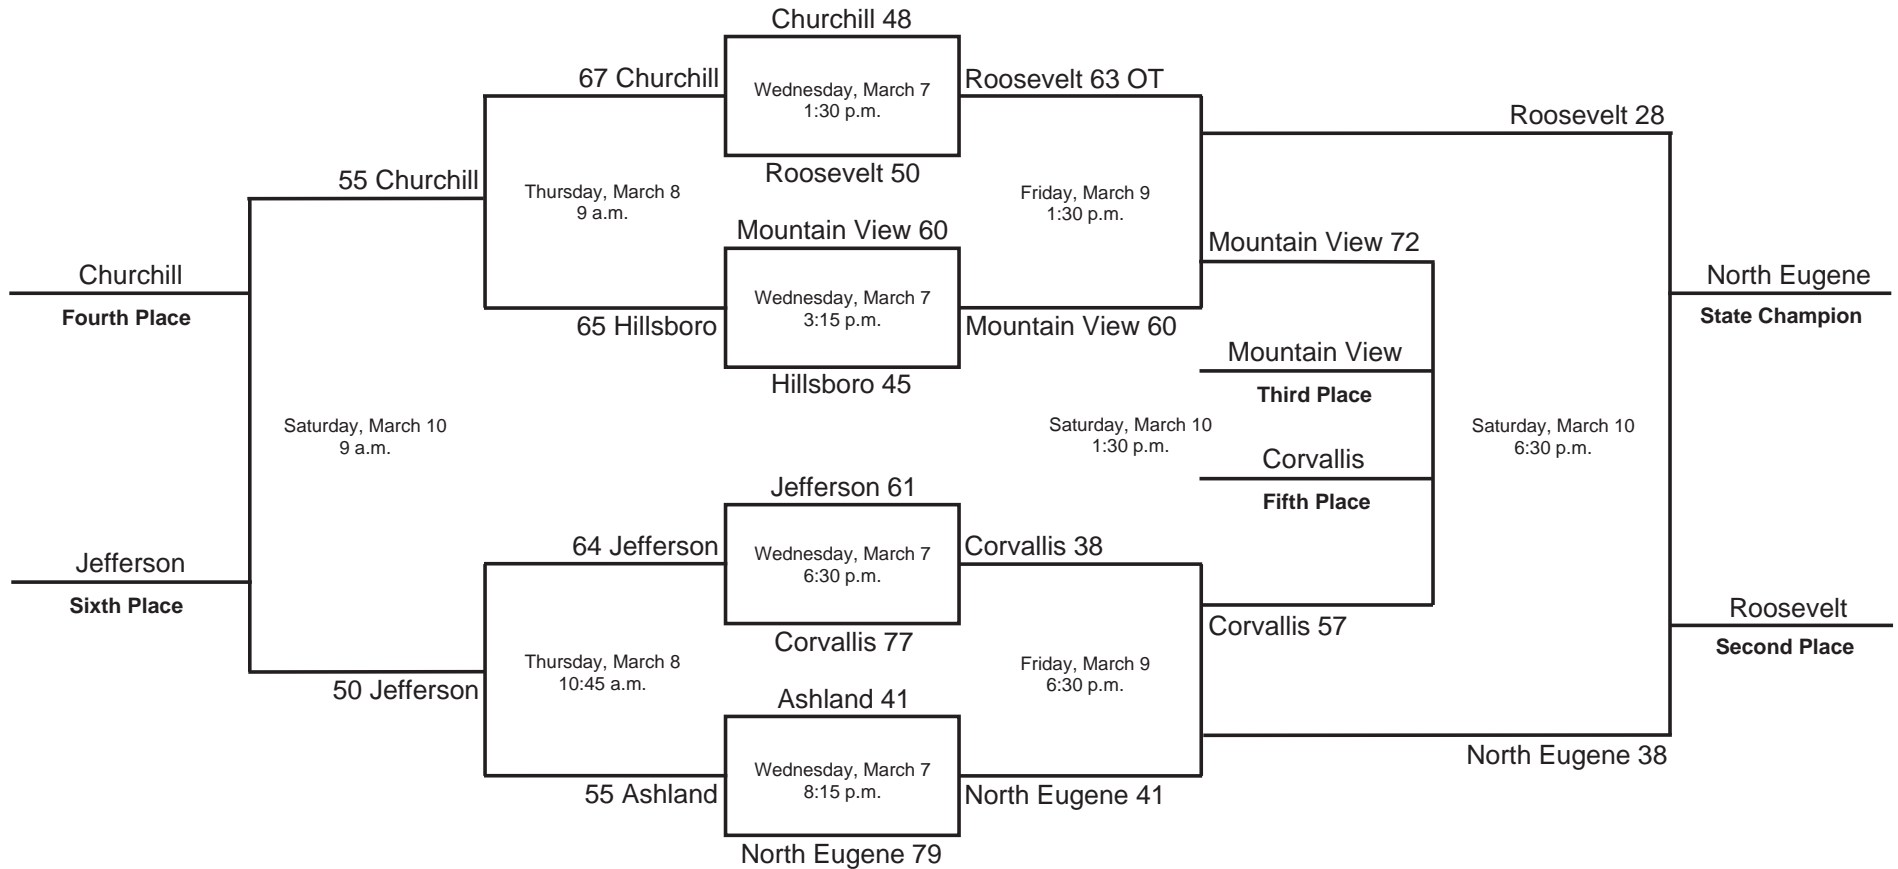 Churchill 48
67 Churchill
Wednesday, March 7
1:30 p.m.
Roosevelt 63 OT
Roosevelt 28
Roosevelt 50
55 Churchill
Thursday, March 8
9 a.m.
Friday, March 9
1:30 p.m.
Mountain View 60
Mountain View 72
Churchill
Fourth Place
Wednesday, March 7
3:15 p.m.
North Eugene
State Champion
65 Hillsboro
Mountain View 60
Hillsboro 45
Mountain View
Third Place
Saturday, March 10
9 a.m.
Saturday, March 10
1:30 p.m.
Saturday, March 10
6:30 p.m.
Corvallis
Fifth Place
Jefferson 61
64 Jefferson
Wednesday, March 7
6:30 p.m.
Corvallis 38
Jefferson
Sixth Place
Corvallis 77
Corvallis 57
Roosevelt
Second Place
Thursday, March 8
10:45 a.m.
Friday, March 9
6:30 p.m.
50 Jefferson
Ashland 41
North Eugene 38
Wednesday, March 7
8:15 p.m.
55 Ashland
North Eugene 41
North Eugene 79